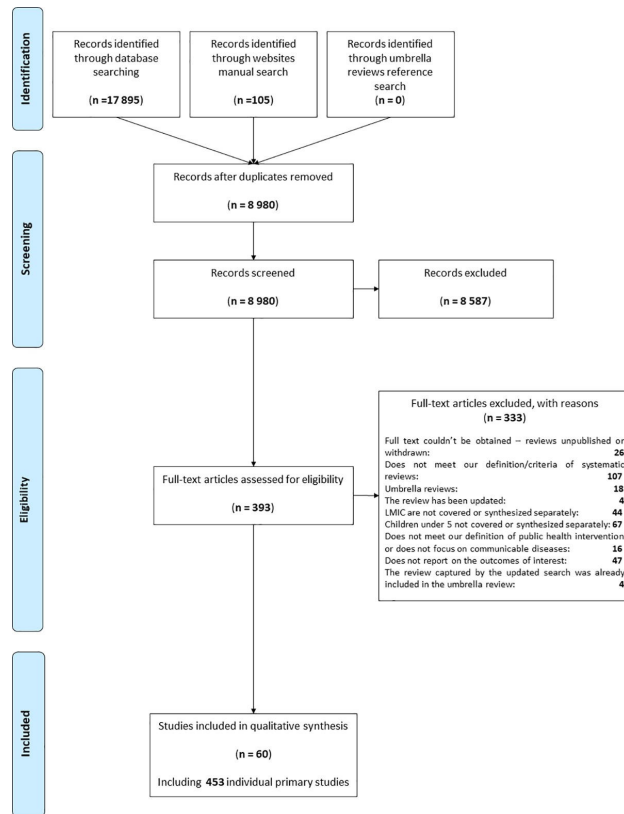 Identification
Records identified
through database
searching
(n =17 895)
Records identified
through websites
manual search
(n =105)
Records identified
through umbrella
reviews reference
search
(n = 0)
Screening
Records after duplicates removed
(n = 8 980)
Records screened
(n = 8 980)
Records excluded
(n = 8 587)
Eligibility
Full-text articles assessed for eligibility
(n = 393)
Full-text articles excluded, with reasons
(n = 333)
Full text couldn't be obtained – reviews unpublished or
withdrawn: 26
Does not meet our definition/criteria of systematic
reviews: 107
Umbrella reviews: 18
The review has been updated: 4
LMIC are not covered or synthesized separately: 44
Children under 5 not covered or synthesized separately: 67
Does not meet our definition of public health intervention
or does not focus on communicable diseases: 16
Does not report on the outcomes of interest: 47
The review captured by the updated search was already
included in the umbrella review: 4
Included
Studies included in qualitative synthesis
(n = 60)
Including 453 individual primary studies